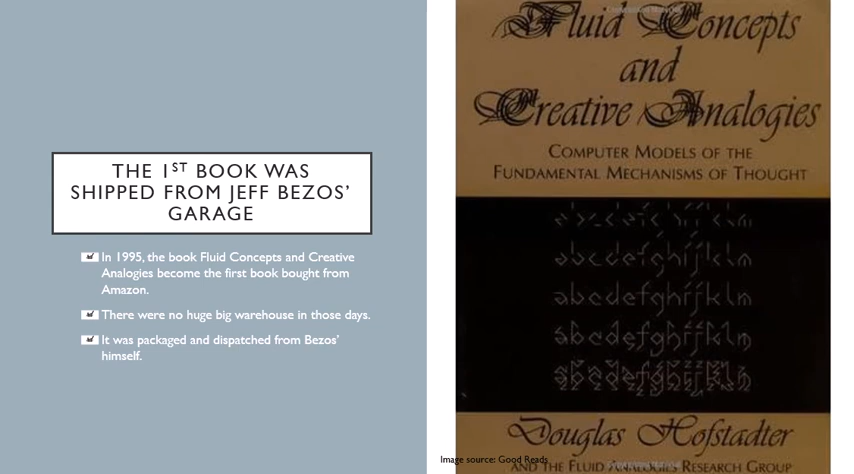 THE 1ST BOOK WAS
SHIPPED FROM JEFF BEZOS’
GARAGE
In 1995, the book Fluid Concepts and Creative
Analogies become the first book bought from
Amazon.
There were no huge big warehouse in those days.
It was packaged and dispatched from Bezos’
himself.
Fluid Concepts
and
Creative Analogies
COMPUTER MODELS OF THE
FUNDAMENTAL MECHANISMS OF THOUGHT
abcdefghijklm
abcdefghijklm
abcdefghijklm
abcdefghijklm
Douglas Hofstadter
AND THE FLUID ANALOGIES RESEARCH GROUP
Image source: Good Reads